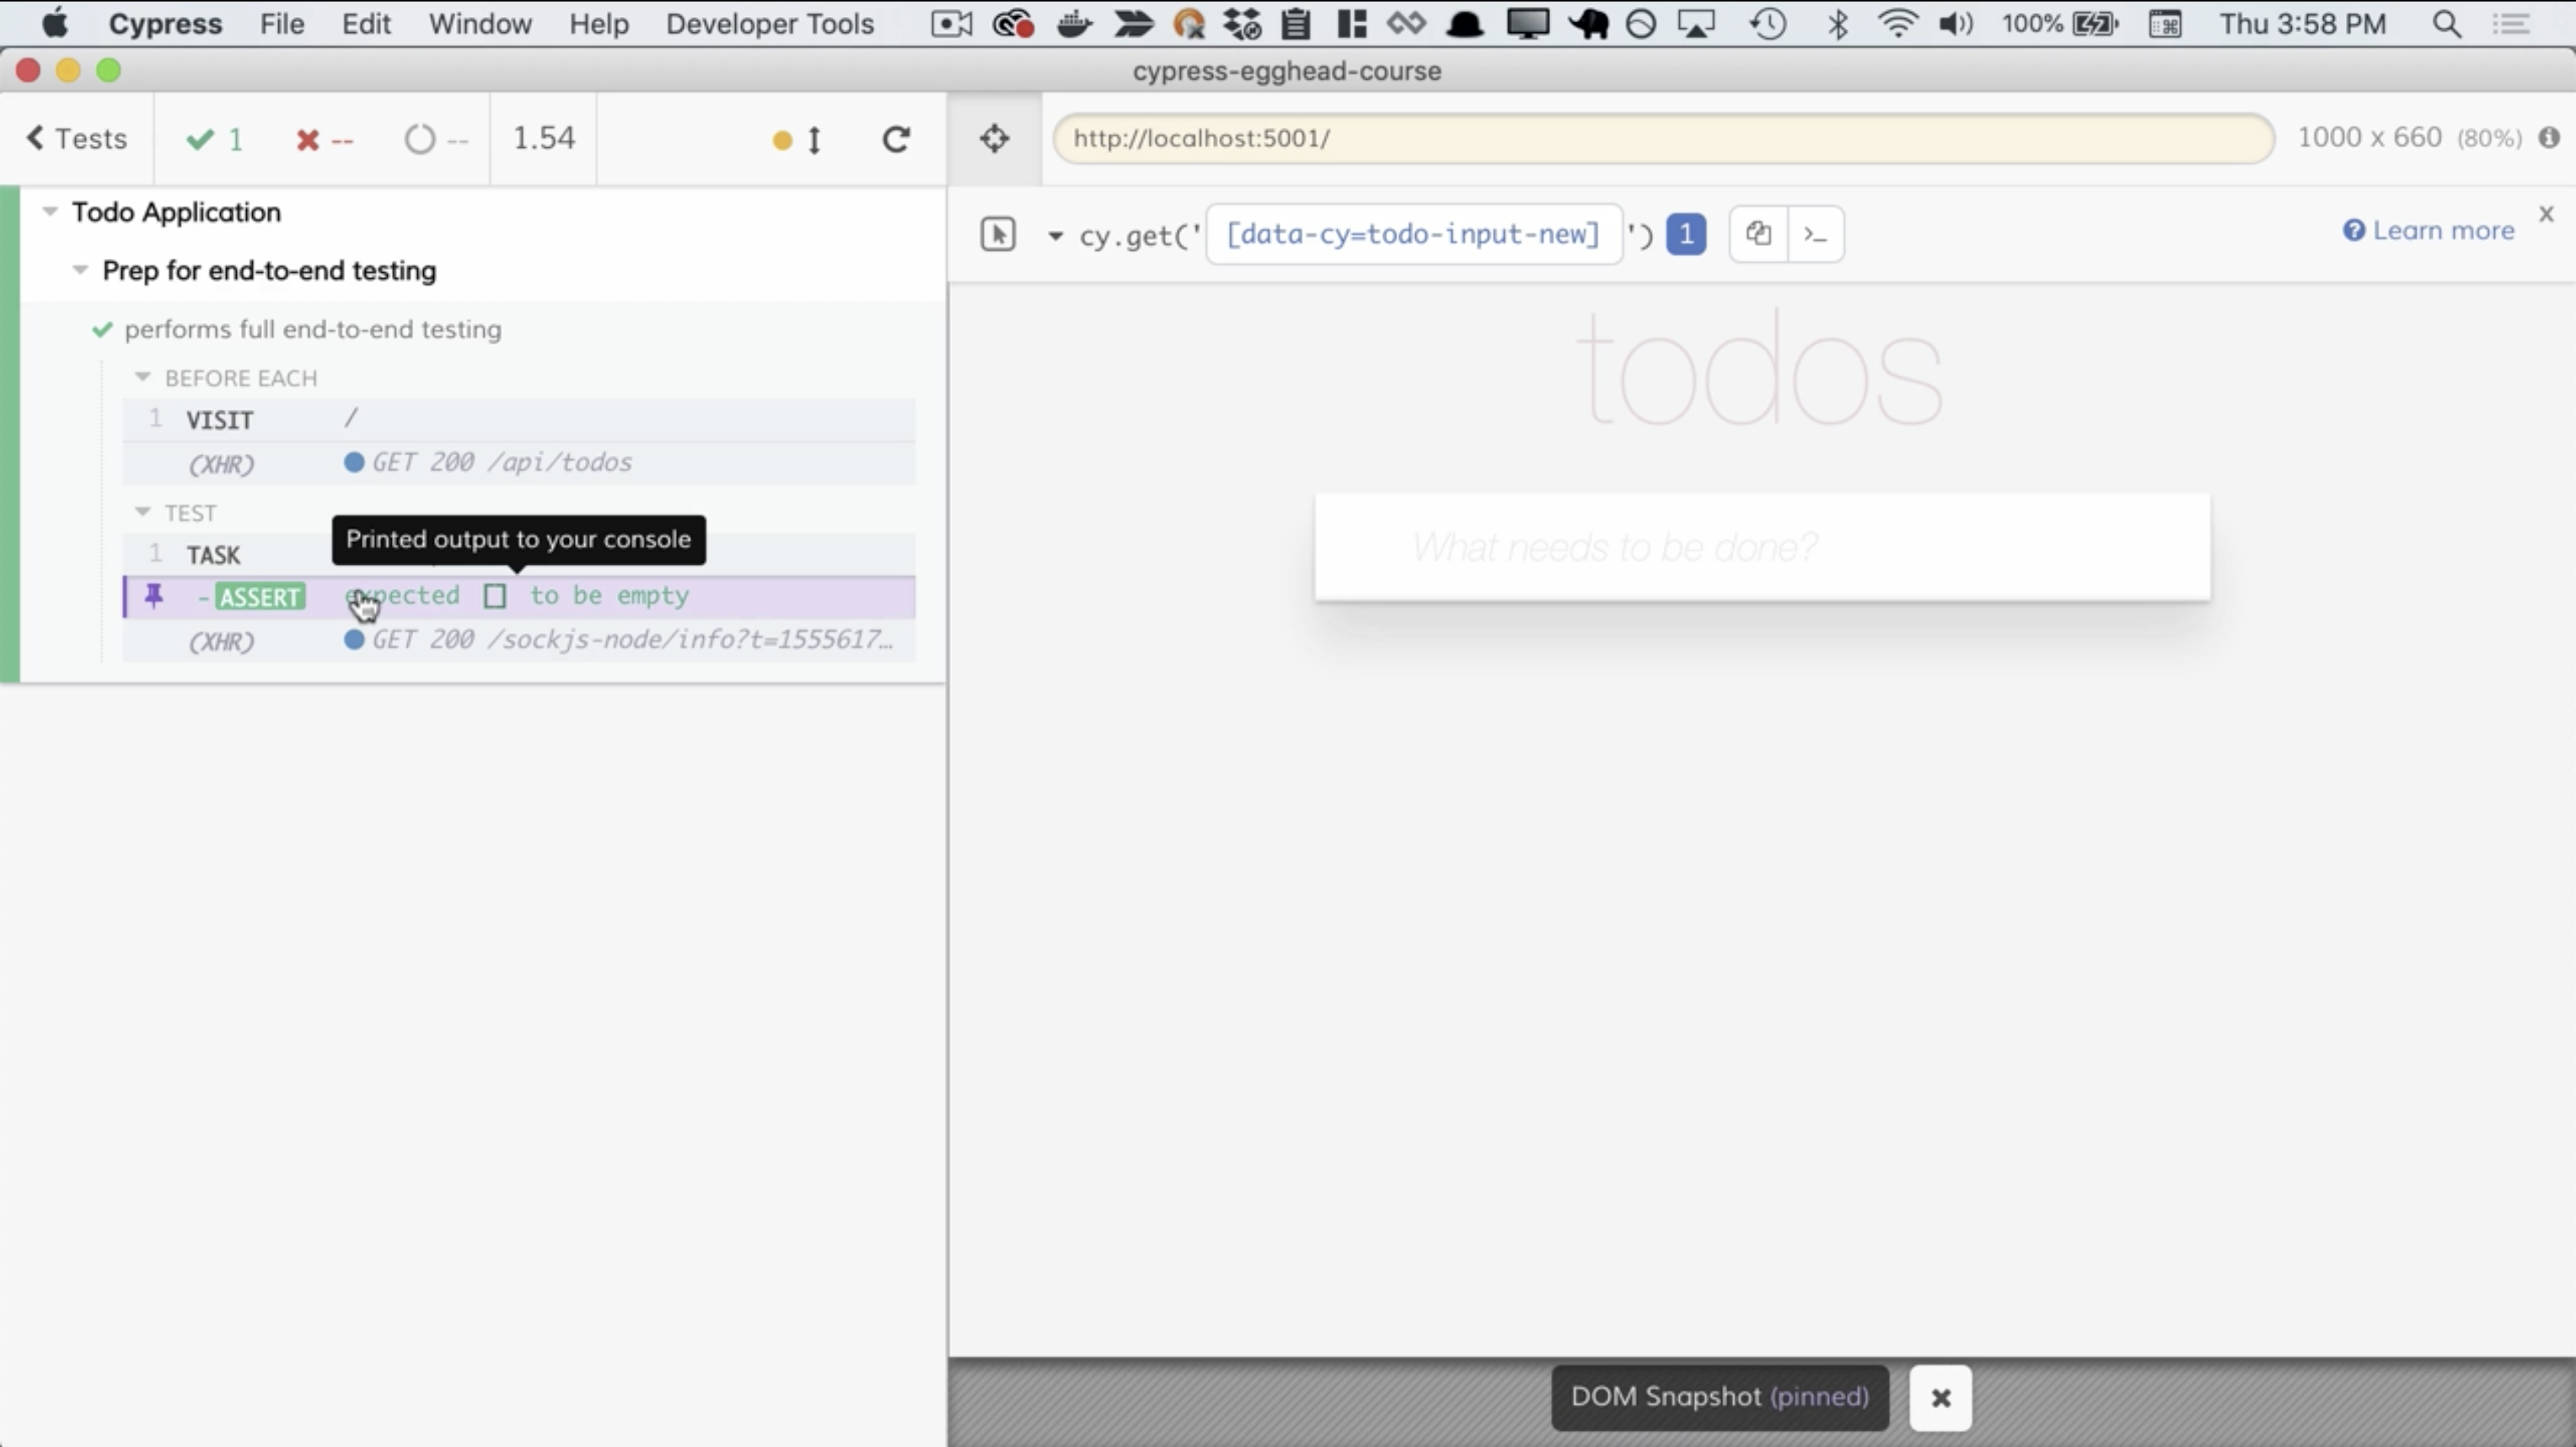 Cypress File Edit Window Help Developer Tools 100% Thu 3:58 PM
cypress-egghead-course
Tests 1 -- -- 1.54 http://localhost:5001/ 1000 x 660 (80%)
Todo Application
cy.get('[data-cy=todo-input-new]') 1 >_ Learn more x
Prep for end-to-end testing
performs full end-to-end testing
BEFORE EACH
1 VISIT /
(XHR) GET 200 /api/todos
TEST
Printed output to your console
1 TASK
-ASSERT expected [] to be empty
(XHR) GET 200 /sockjs-node/info?t=1555617…
todos
What needs to be done?
DOM Snapshot (pinned)